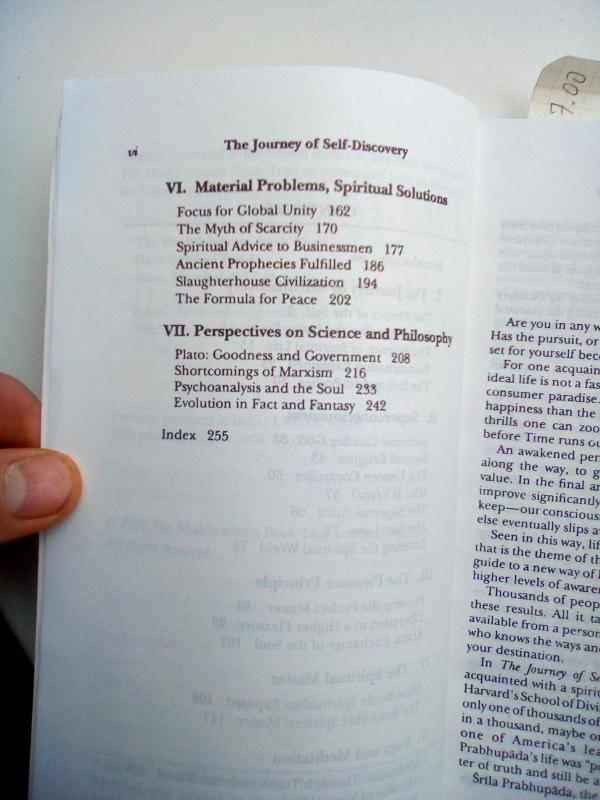 vi
The Journey of Self-Discovery
VI. Material Problems, Spiritual Solutions
Focus for Global Unity 162
The Myth of Scarcity 170
Spiritual Advice to Businessmen 177
Ancient Prophecies Fulfilled 186
Slaughterhouse Civilization 194
The Formula for Peace 202
VII. Perspectives on Science and Philosophy
Plato: Goodness and Government 208
Shortcomings of Marxism 216
Psychoanalysis and the Soul 233
Evolution in Fact and Fantasy 242
Index 255
7.00
Are you in any w
Has the pursuit, or
set for yourself bec
For one acquain
ideal life is not a fas
consumer paradise.
happiness than the
thrills one can zoo
before Time runs ou
An awakened per
along the way, to g
value. In the final an
improve significantly
keep—our consciousn
else eventually slips a
Seen in this way, lif
that is the theme of th
guide to a new way of l
higher levels of aware
Thousands of peop
these results. All it ta
available from a person
who knows the ways an
your destination.
In The Journey of Se
acquainted with a spirit
Harvard's School of Divi
only one of thousands of
in a thousand, maybe o
one of America's lea
Prabhupāda's life was "p
ter of truth and still be a
Śrīla Prabhupāda, the